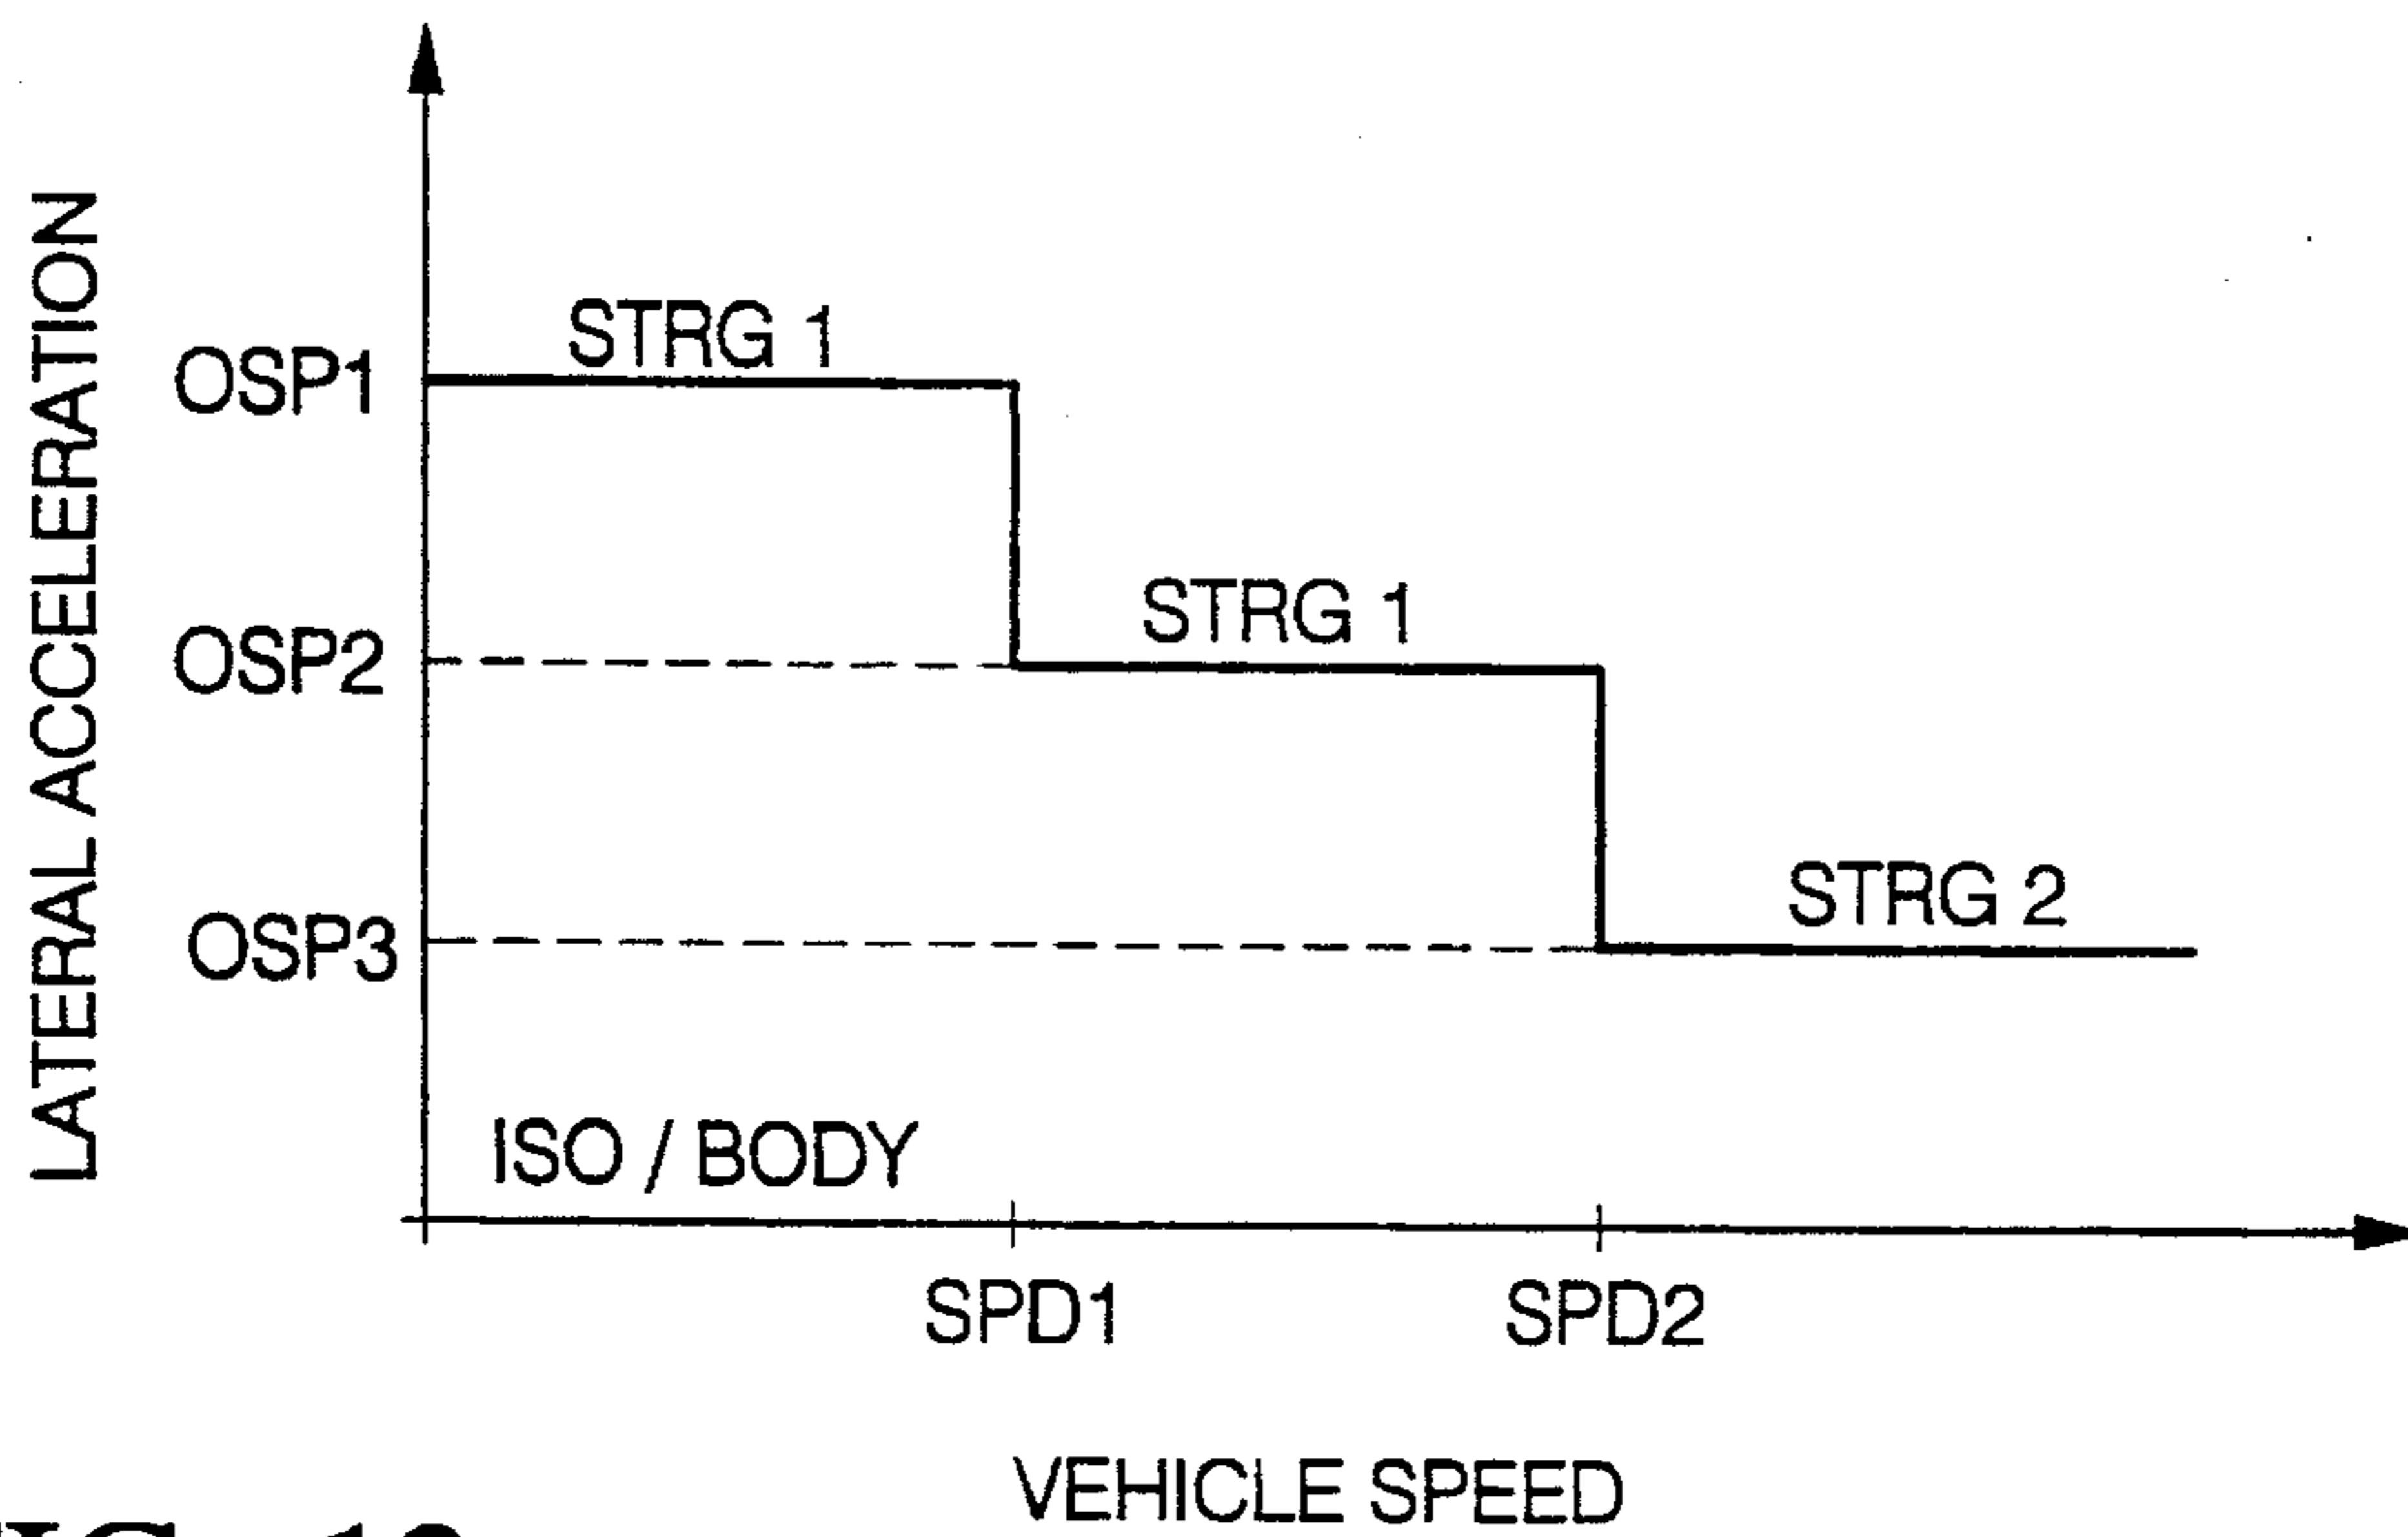 LATERAL ACCELERATION
OSP1
STRG 1
OSP2
STRG 1
OSP3
STRG 2
ISO / BODY
SPD1
SPD2
VEHICLE SPEED